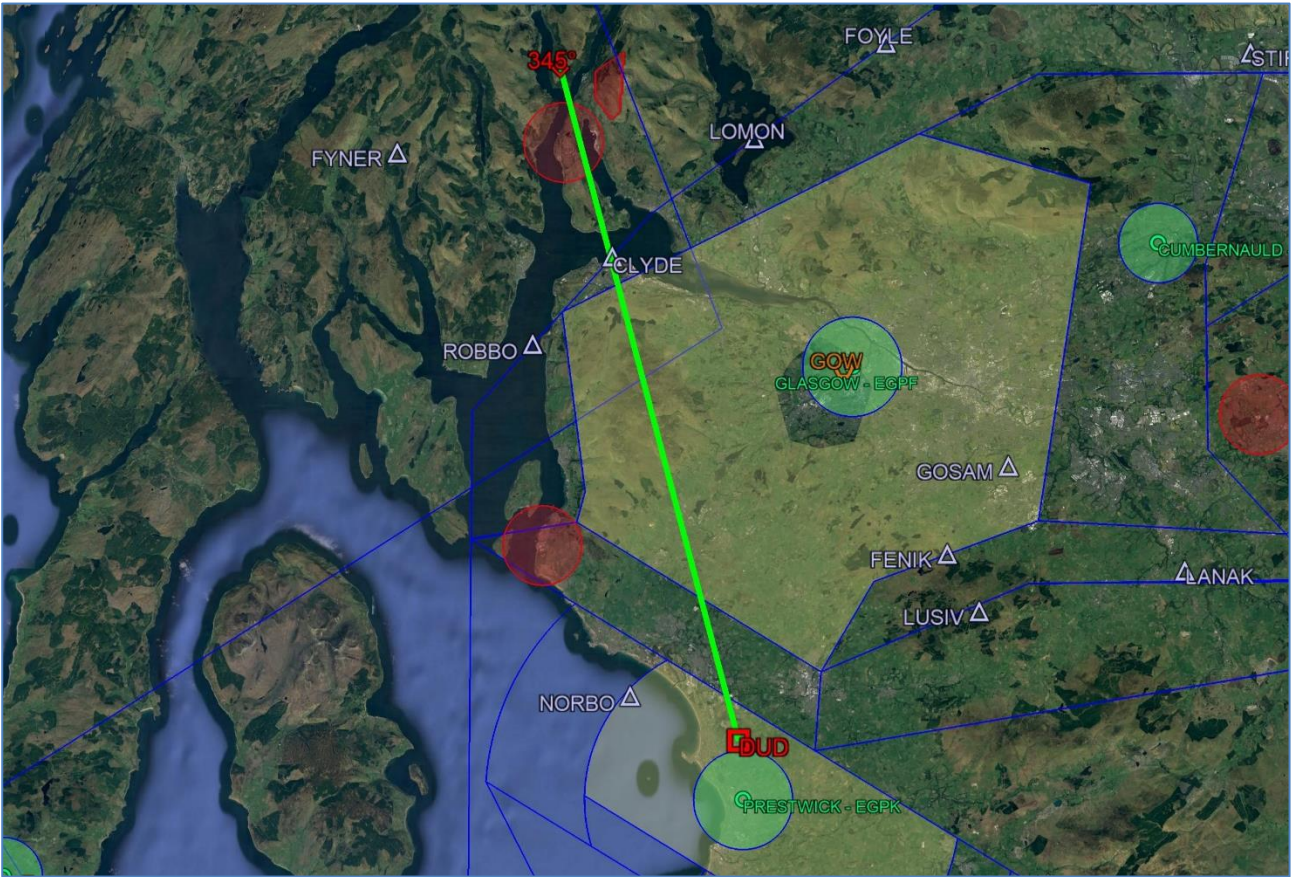 FOYLE
STIR
345°
LOMON
FYNER
CUMBERNAULD
CLYDE
ROBBO
GOW
GLASGOW - EGPF
GOSAM
FENIK
LANAK
LUSIV
NORBO
DUD
PRESTWICK - EGPK